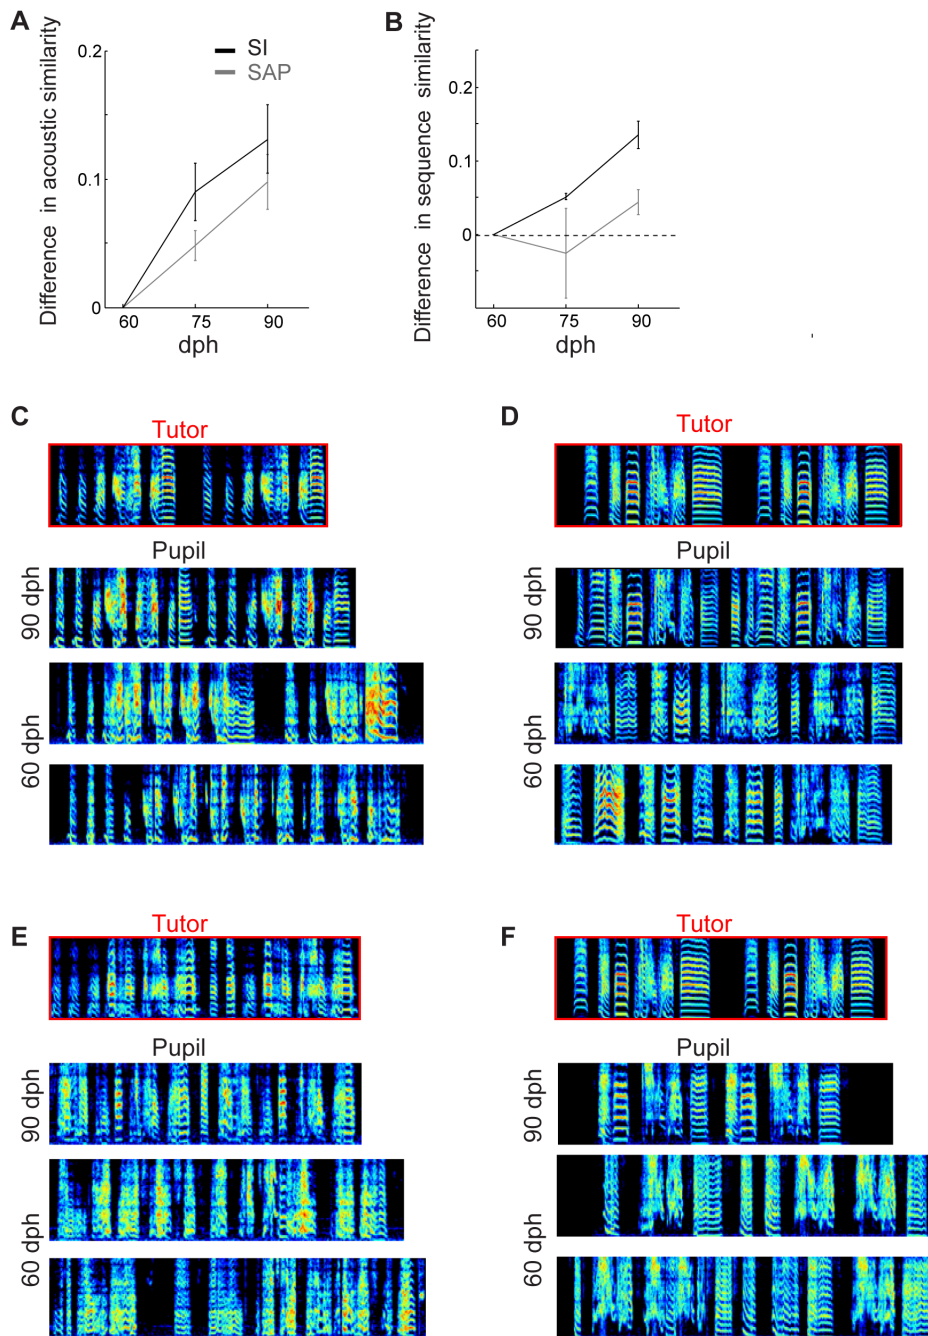 A
B
Difference in acoustic similarity
0.2
0.1
0
60
75
90
dph
SI
SAP
Difference in sequence similarity
0.2
0.1
0
60
75
90
dph
C
Tutor
Pupil
90 dph
60 dph
D
Tutor
Pupil
90 dph
60 dph
E
Tutor
Pupil
90 dph
60 dph
F
Tutor
Pupil
90 dph
60 dph